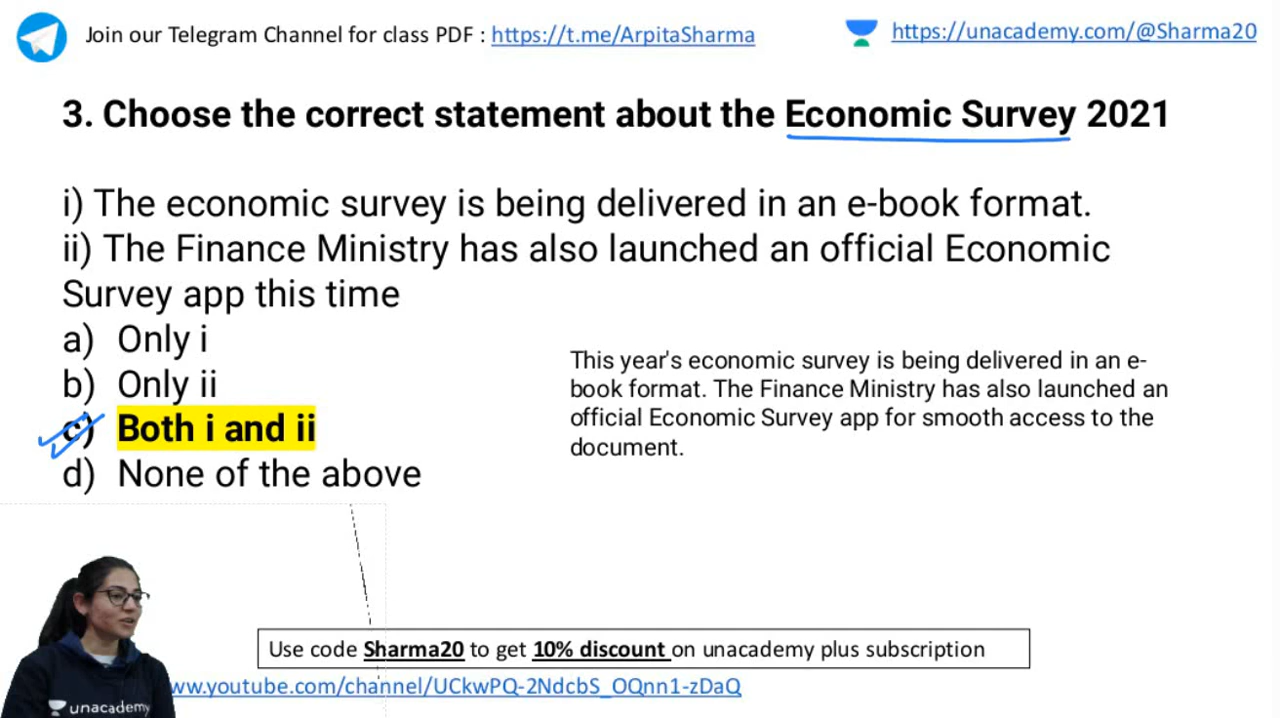 Join our Telegram Channel for class PDF : https://t.me/ArpitaSharma
https://unacademy.com/@Sharma20
3. Choose the correct statement about the Economic Survey 2021
i) The economic survey is being delivered in an e-book format.
ii) The Finance Ministry has also launched an official Economic
Survey app this time
a) Only i
b) Only ii
c) Both i and ii
d) None of the above
This year's economic survey is being delivered in an e-
book format. The Finance Ministry has also launched an
official Economic Survey app for smooth access to the
document.
Use code Sharma20 to get 10% discount on unacademy plus subscription
ww.youtube.com/channel/UCkwPQ-2NdcbS_OQnn1-zDaQ
unacademy